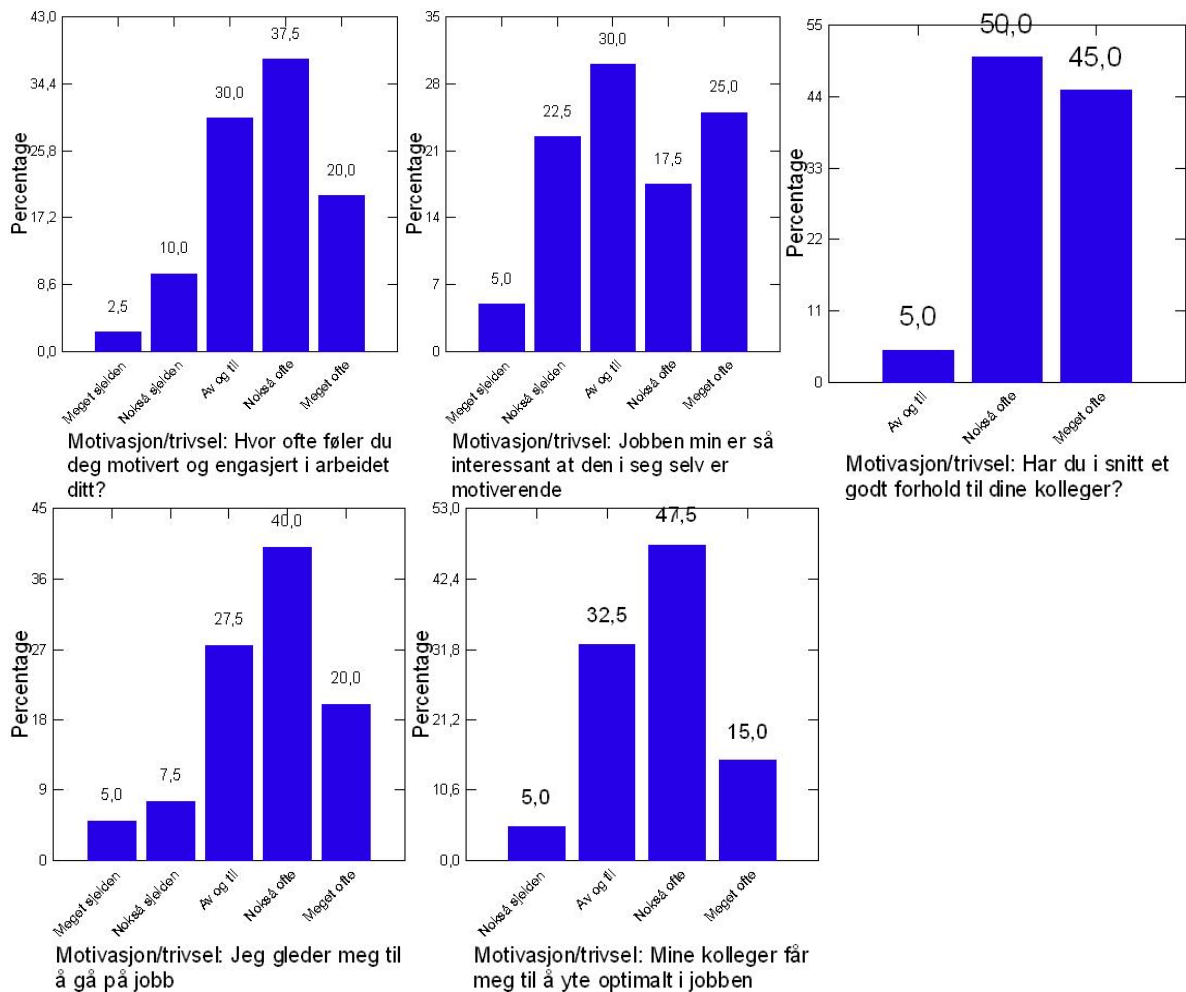 43,0
34,4
25,8
17,2
8,6
0,0
Percentage
2,5
10,0
30,0
37,5
20,0
Meget sjelden
Nokså sjelden
Av og til
Nokså ofte
Meget ofte
Motivasjon/trivsel: Hvor ofte føler du
deg motivert og engasjert i arbeidet
ditt?
35
28
21
14
7
0
Percentage
5,0
22,5
30,0
17,5
25,0
Meget sjelden
Nokså sjelden
Av og til
Nokså ofte
Meget ofte
Motivasjon/trivsel: Jobben min er så
interessant at den i seg selv er
motiverende
55
44
33
22
11
0
Percentage
5,0
50,0
45,0
Av og til
Nokså ofte
Meget ofte
Motivasjon/trivsel: Har du i snitt et
godt forhold til dine kolleger?
45
36
27
18
9
0
Percentage
5,0
7,5
27,5
40,0
20,0
Meget sjelden
Nokså sjelden
Av og til
Nokså ofte
Meget ofte
Motivasjon/trivsel: Jeg gleder meg til
å gå på jobb
53,0
42,4
31,8
21,2
10,6
0,0
Percentage
5,0
32,5
47,5
15,0
Nokså sjelden
Av og til
Nokså ofte
Meget ofte
Motivasjon/trivsel: Mine kolleger får
meg til å yte optimalt i jobben